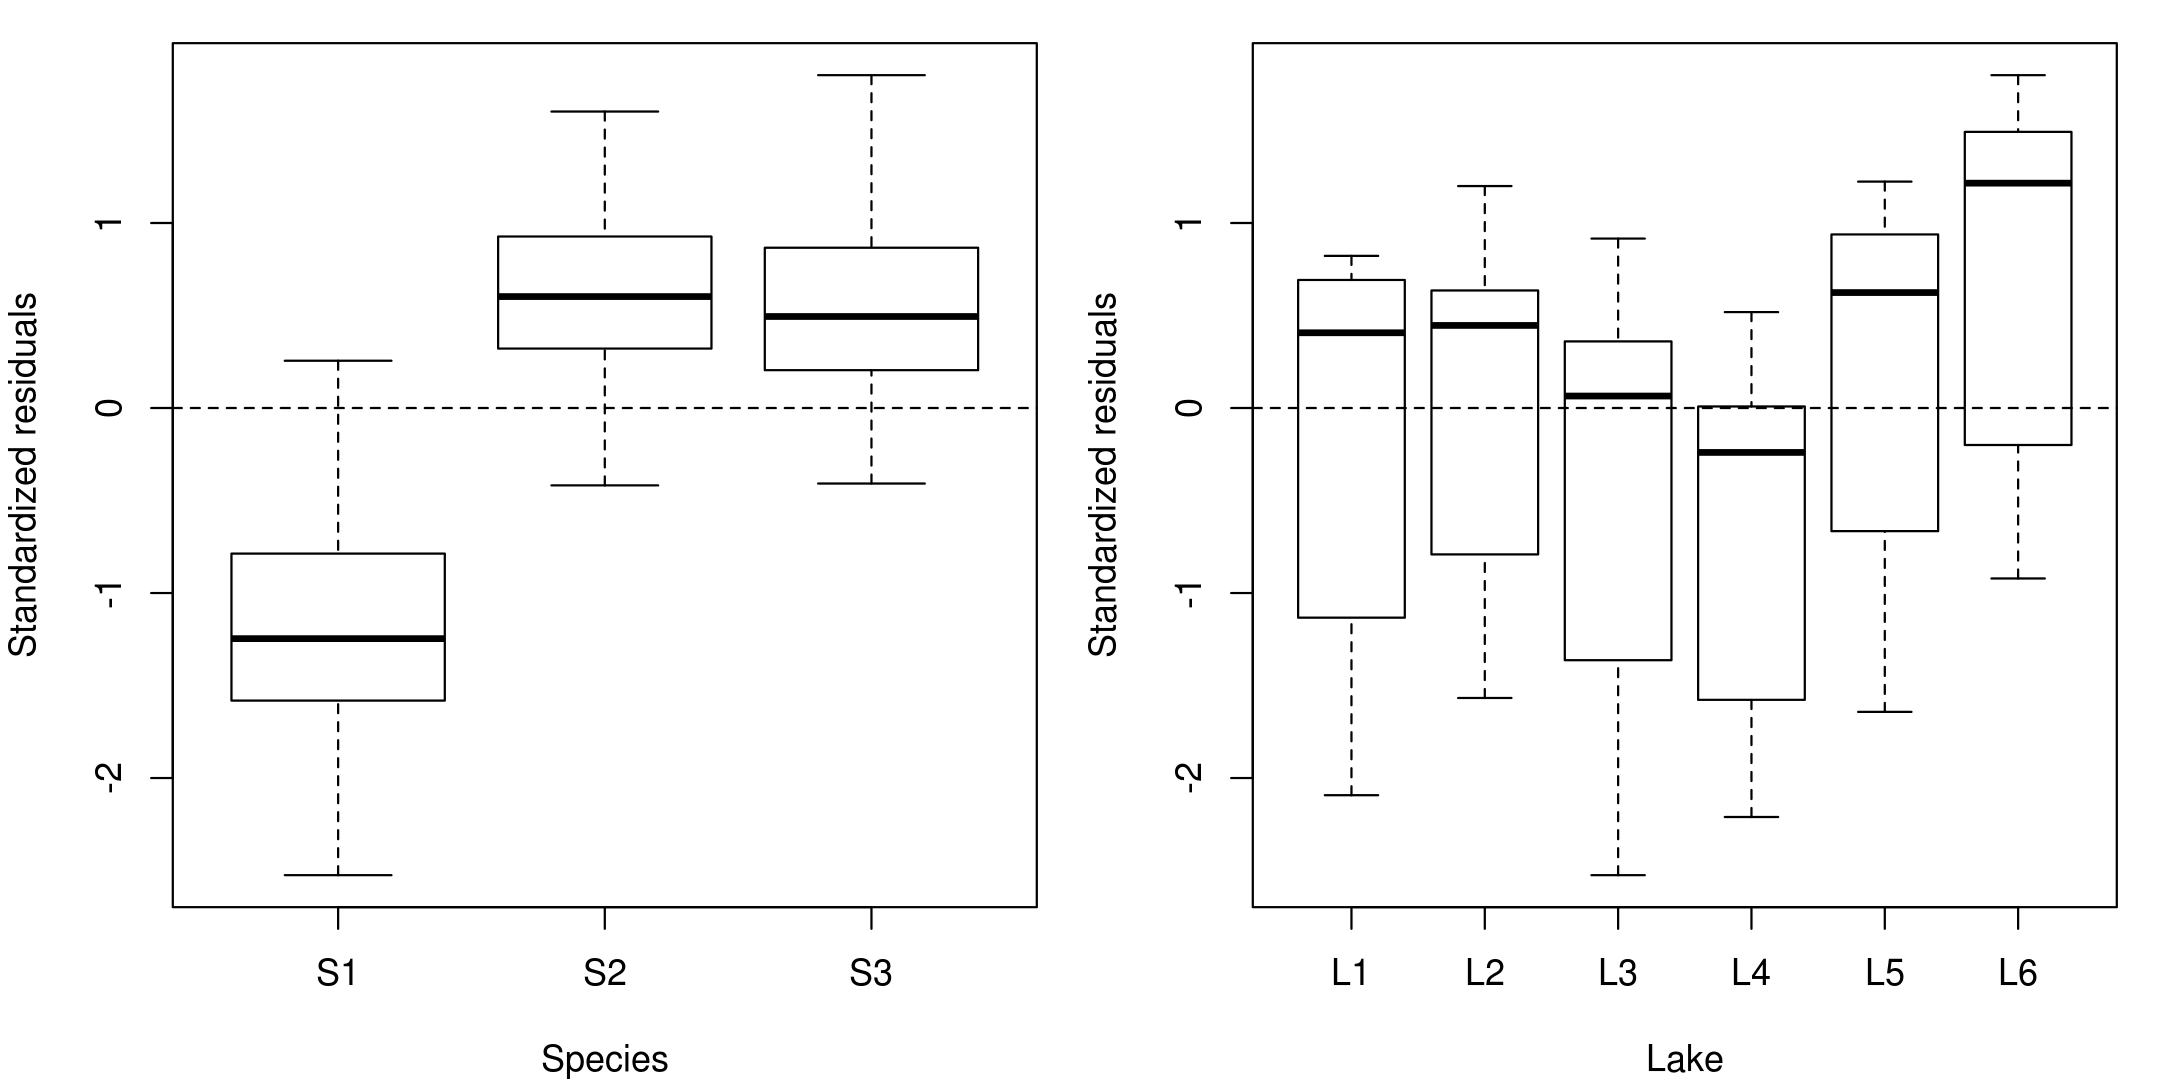 Standardized residuals
1
0
-1
-2
S1 S2 S3
Species
Standardized residuals
1
0
-1
-2
L1 L2 L3 L4 L5 L6
Lake